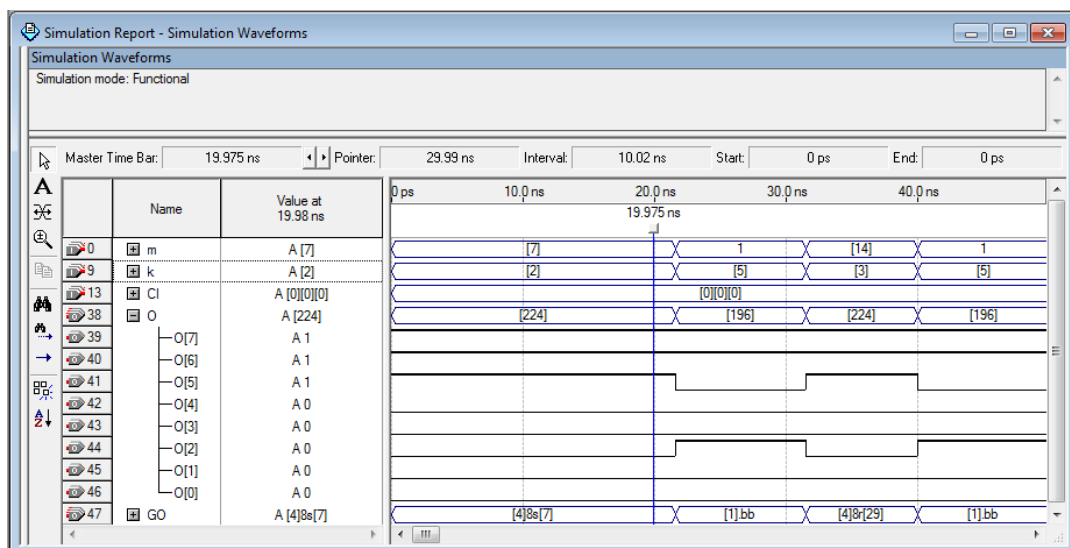 Simulation Report - Simulation Waveforms
Simulation Waveforms
Simulation mode: Functional
Master Time Bar: 19.975 ns Pointer: 29.99 ns Interval: 10.02 ns Start: 0 ps End: 0 ps
Name Value at 19.98 ns 0 ps 10.0 ns 20.0 ns 30.0 ns 40.0 ns
19.975 ns
0 m A [7] [7] 1 [14] 1
9 k A [2] [2] [5] [3] [5]
13 CI A [0][0][0] [0][0][0]
38 O A [224] [224] [196] [224] [196]
39 O[7] A 1
40 O[6] A 1
41 O[5] A 1
42 O[4] A 0
43 O[3] A 0
44 O[2] A 0
45 O[1] A 0
46 O[0] A 0
47 GO A [4]8s[7] [4]8s[7] [1].bb [4]8r[29] [1].bb